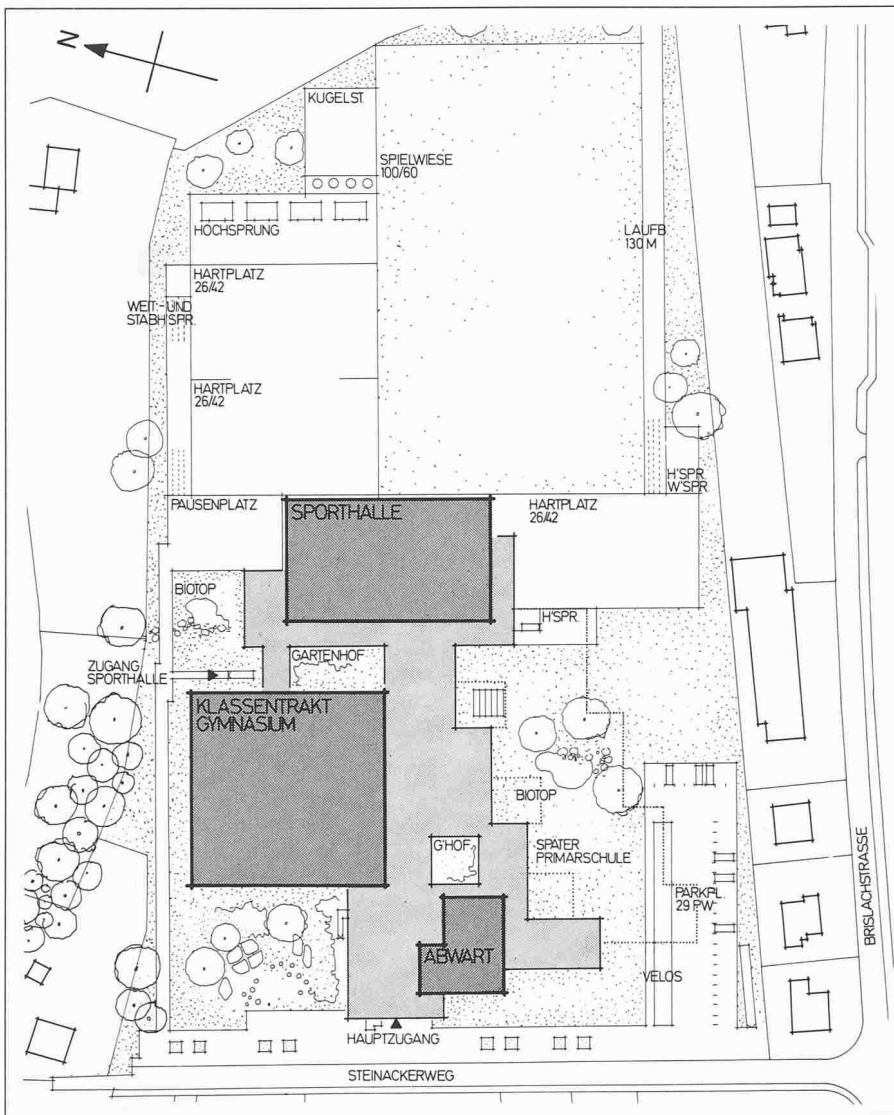 N
KUGELST.
SPIELWIESE
100/60
HOCHSPRUNG
LAUFB.
130 M
HARTPLATZ
26/42
WEIT- UND
STABHSPR.
HARTPLATZ
26/42
H'SPR.
W'SPR.
PAUSENPLATZ
SPORTHALLE
HARTPLATZ
26/42
BIOTOP
H'SPR.
GARTENHOF
ZUGANG
SPORTHALLE
KLASSENTRAKT
GYMNASIUM
BIOTOP
G'HOF
SPÄTER
PRIMARSCHULE
PARKPL.
29 PW
BRISLACHSTRASSE
ABWART
VELOS
HAUPTZUGANG
STEINACKERWEG